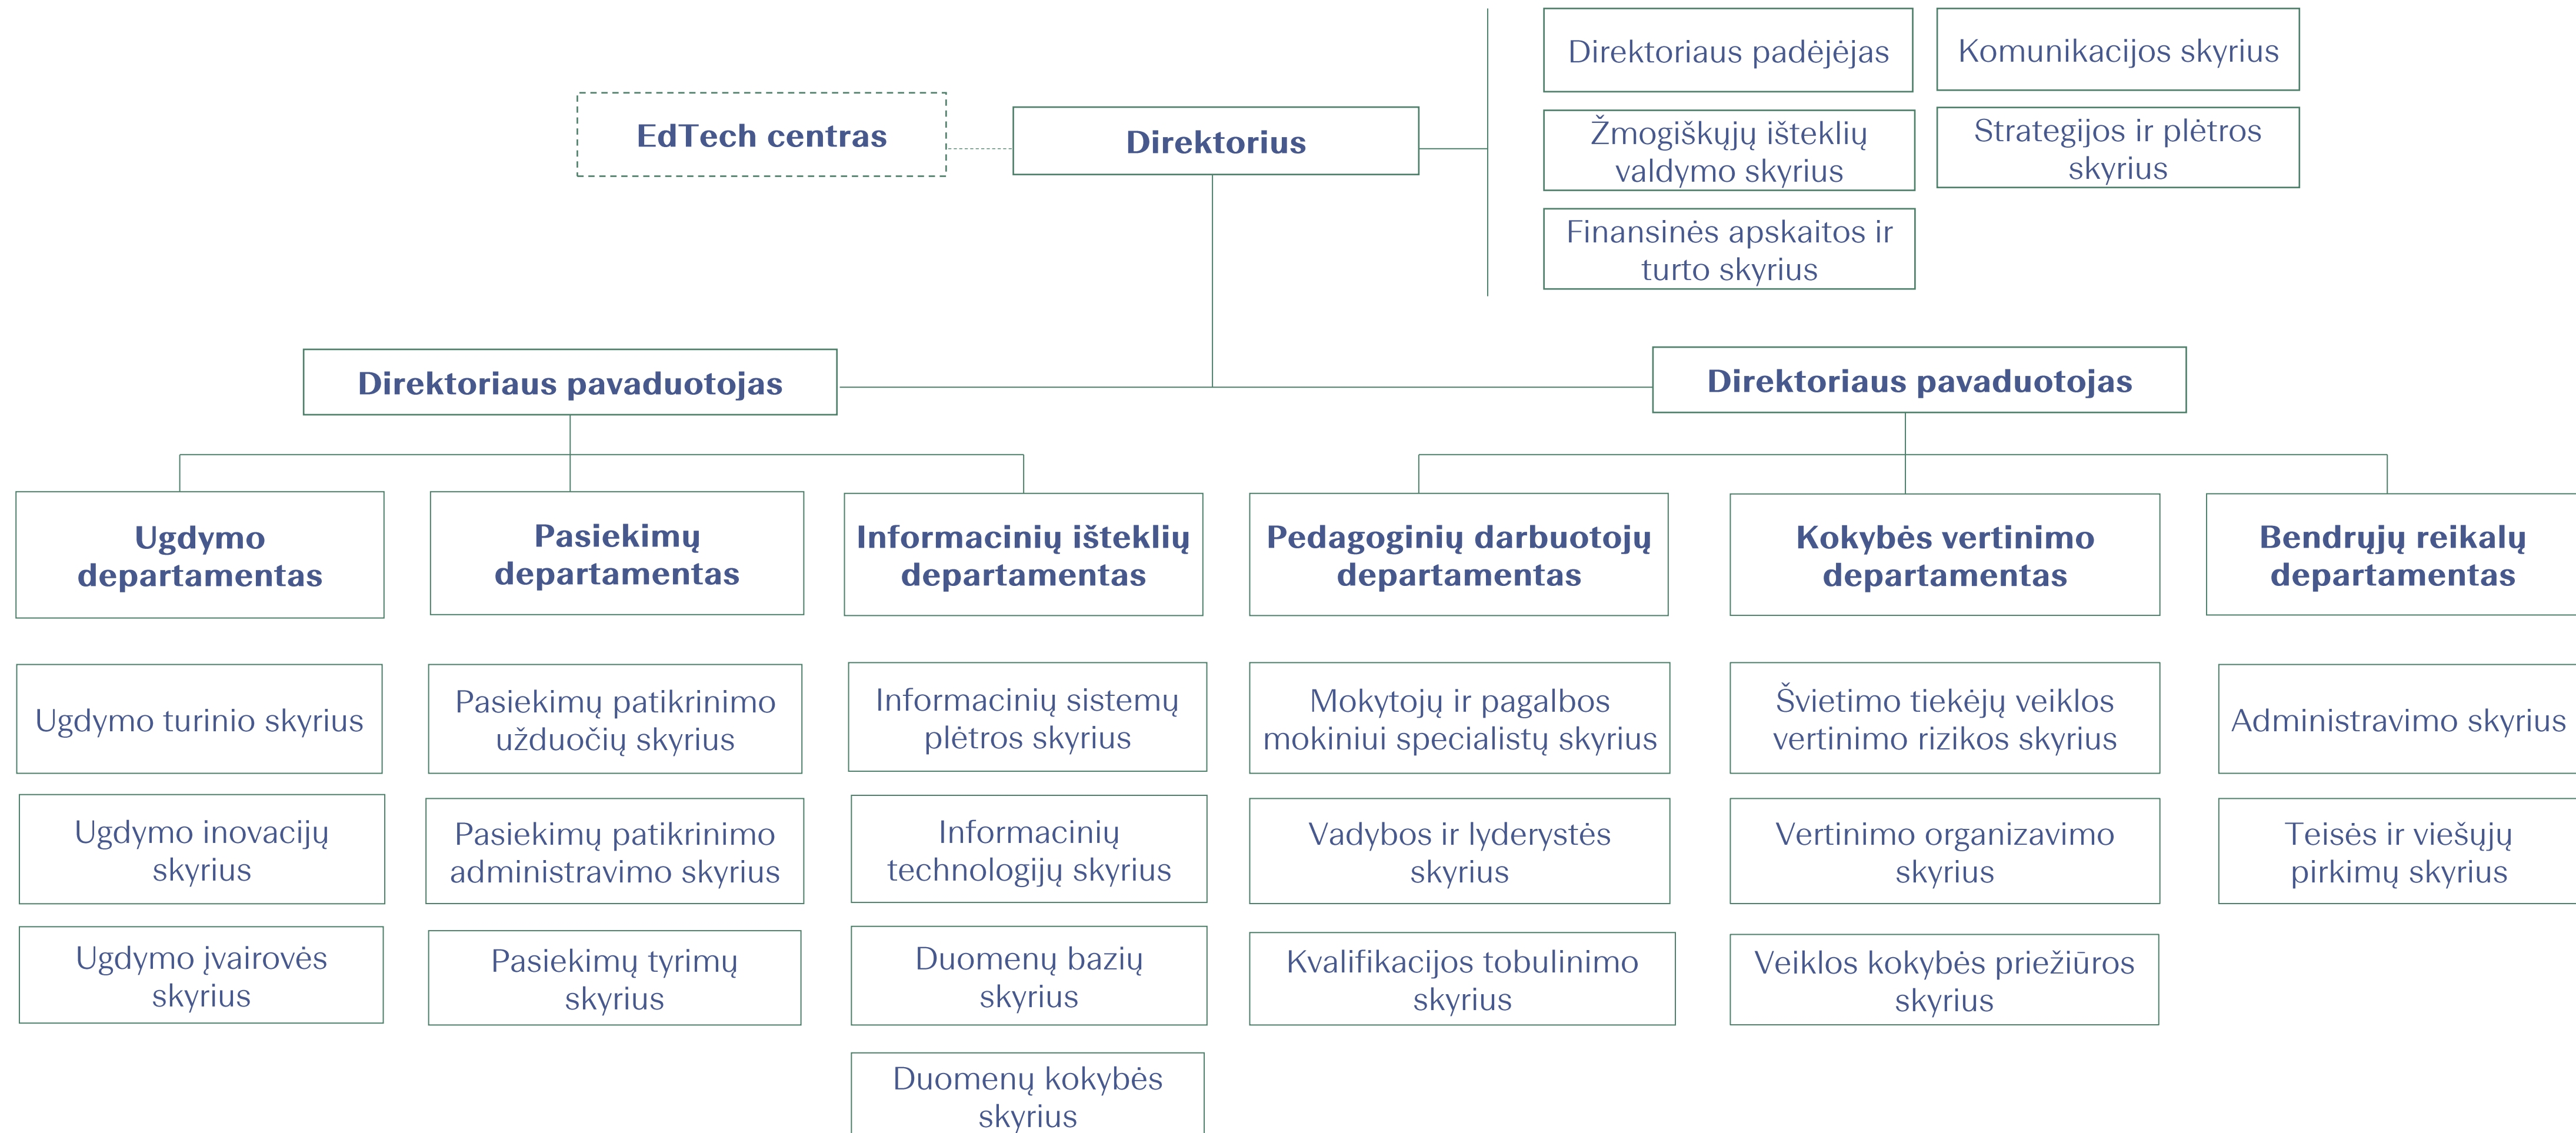 Direktoriaus padėjėjas
Komunikacijos skyrius
EdTech centras
Direktorius
Žmogiškųjų išteklių
valdymo skyrius
Strategijos ir plėtros
skyrius
Finansinės apskaitos ir
turto skyrius
Direktoriaus pavaduotojas
Direktoriaus pavaduotojas
Ugdymo
departamentas
Pasiekimų
departamentas
Informacinių išteklių
departamentas
Pedagoginių darbuotojų
departamentas
Kokybės vertinimo
departamentas
Bendrųjų reikalų
departamentas
Ugdymo turinio skyrius
Pasiekimų patikrinimo
užduočių skyrius
Informacinių sistemų
plėtros skyrius
Mokytojų ir pagalbos
mokiniui specialistų skyrius
Švietimo tiekėjų veiklos
vertinimo rizikos skyrius
Administravimo skyrius
Ugdymo inovacijų
skyrius
Pasiekimų patikrinimo
administravimo skyrius
Informacinių
technologijų skyrius
Vadybos ir lyderystės
skyrius
Vertinimo organizavimo
skyrius
Teisės ir viešųjų
pirkimų skyrius
Ugdymo įvairovės
skyrius
Pasiekimų tyrimų
skyrius
Duomenų bazių
skyrius
Kvalifikacijos tobulinimo
skyrius
Veiklos kokybės priežiūros
skyrius
Duomenų kokybės
skyrius